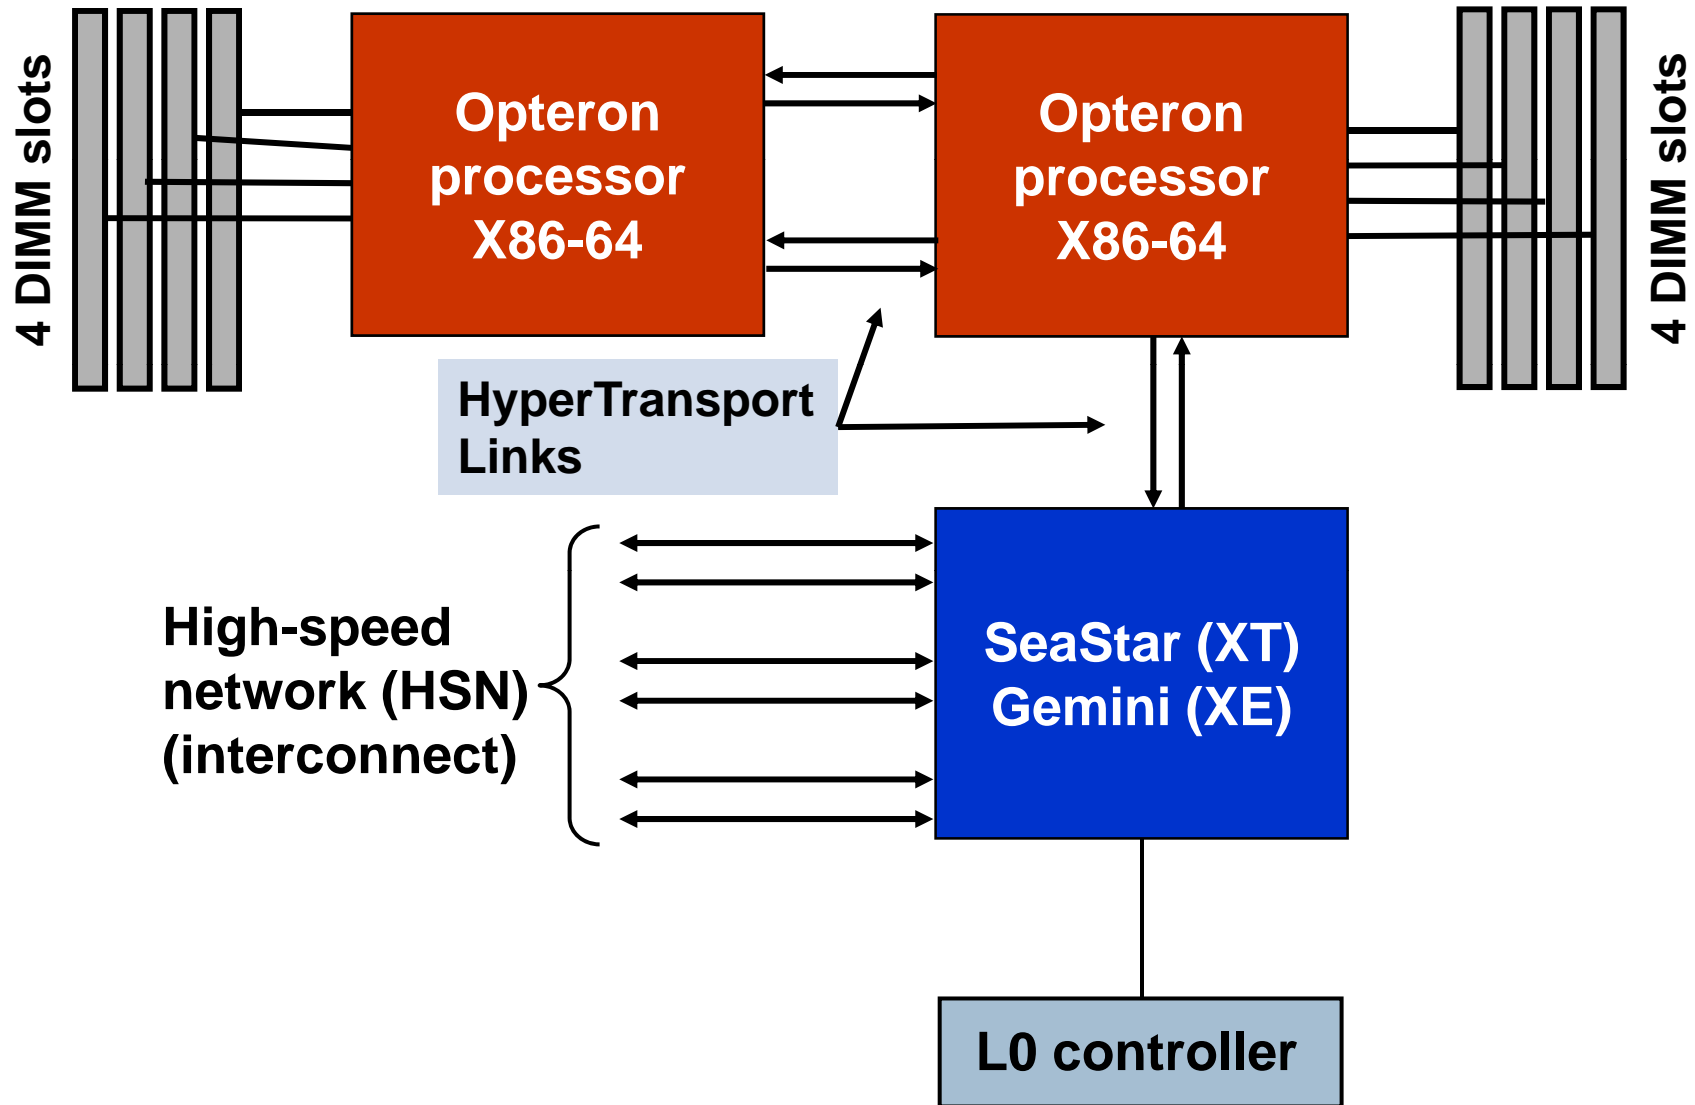 4 DIMM slots
Opteron
processor
X86-64
Opteron
processor
X86-64
4 DIMM slots
HyperTransport
Links
High-speed
network (HSN)
(interconnect)
SeaStar (XT)
Gemini (XE)
L0 controller